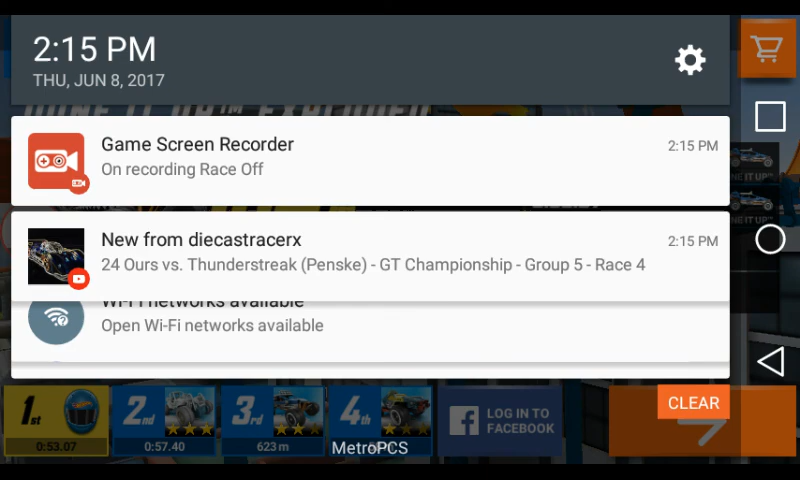 2:15 PM
THU, JUN 8, 2017
Game Screen Recorder
2:15 PM
On recording Race Off
New from diecastracerx
2:15 PM
24 Ours vs. Thunderstreak (Penske) - GT Championship - Group 5 - Race 4
Wi-Fi networks available
Open Wi-Fi networks available
CLEAR
1st
2nd
3rd
4th
LOG IN TO
FACEBOOK
0:53.07
0:57.40
623 m
MetroPCS